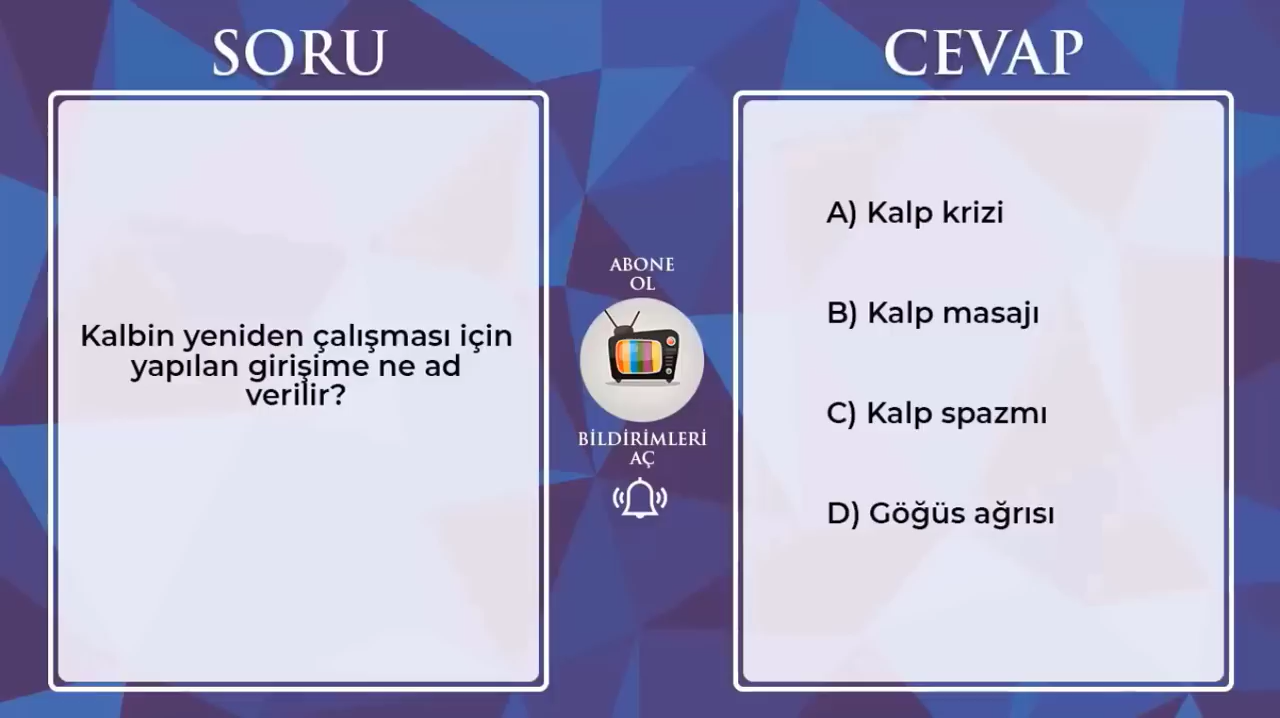 SORU
Kalbin yeniden çalışması için
yapılan girişime ne ad
verilir?
ABONE
OL
BİLDİRİMLERİ
AÇ
CEVAP
A) Kalp krizi
B) Kalp masajı
C) Kalp spazmı
D) Göğüs ağrısı